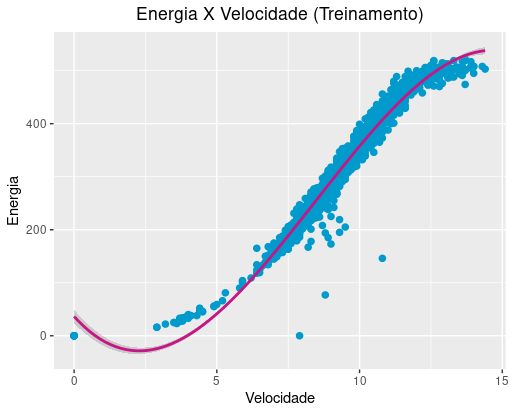 Energia X Velocidade (Treinamento)
Energia
400
200
0
0 5 10 15
Velocidade